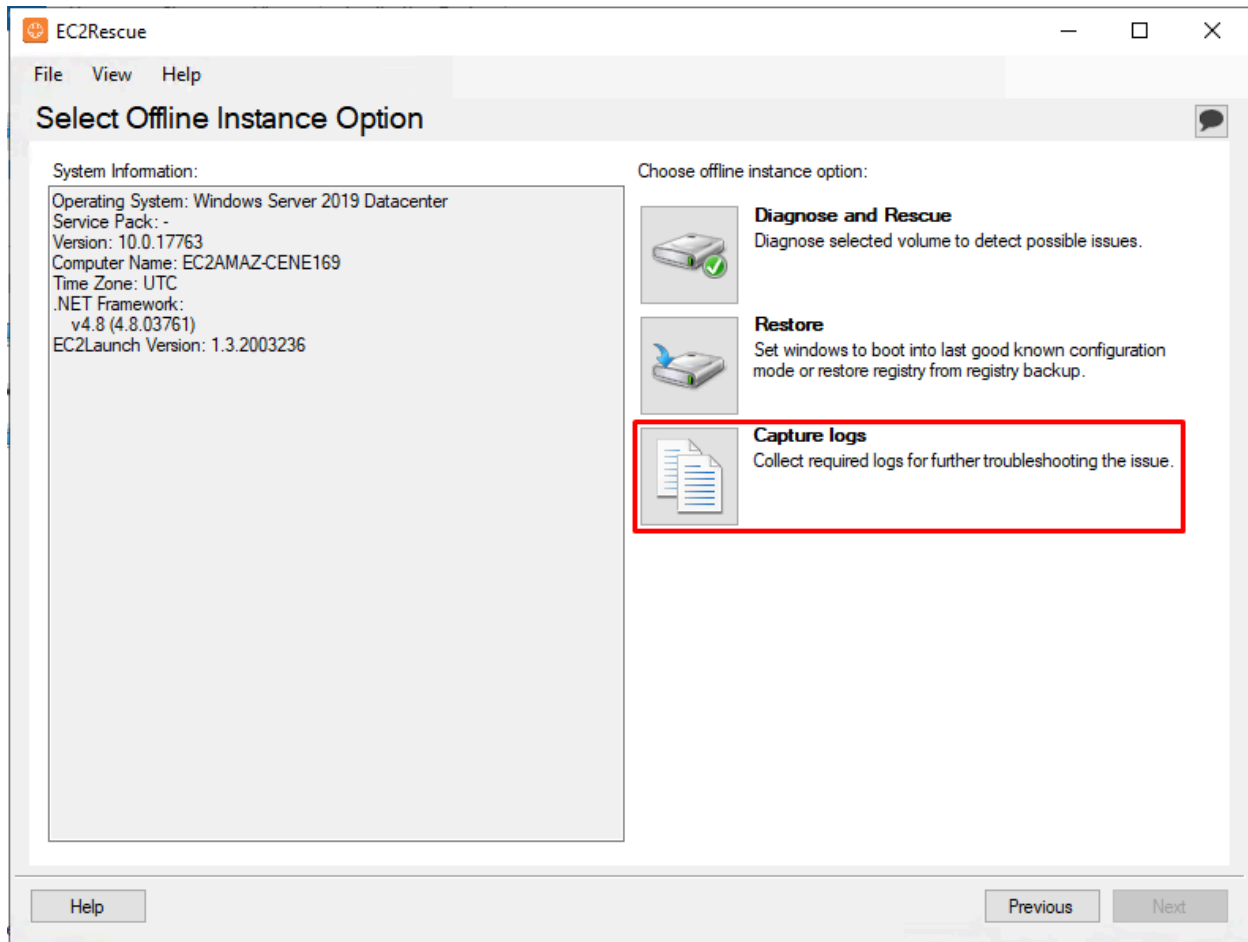 EC2Rescue
File View Help
Select Offline Instance Option
System Information:
Operating System: Windows Server 2019 Datacenter
Service Pack: -
Version: 10.0.17763
Computer Name: EC2AMAZ-CENE169
Time Zone: UTC
.NET Framework:
v4.8 (4.8.03761)
EC2Launch Version: 1.3.2003236
Choose offline instance option:
Diagnose and Rescue
Diagnose selected volume to detect possible issues.
Restore
Set windows to boot into last good known configuration
mode or restore registry from registry backup.
Capture logs
Collect required logs for further troubleshooting the issue.
Help
Previous
Next